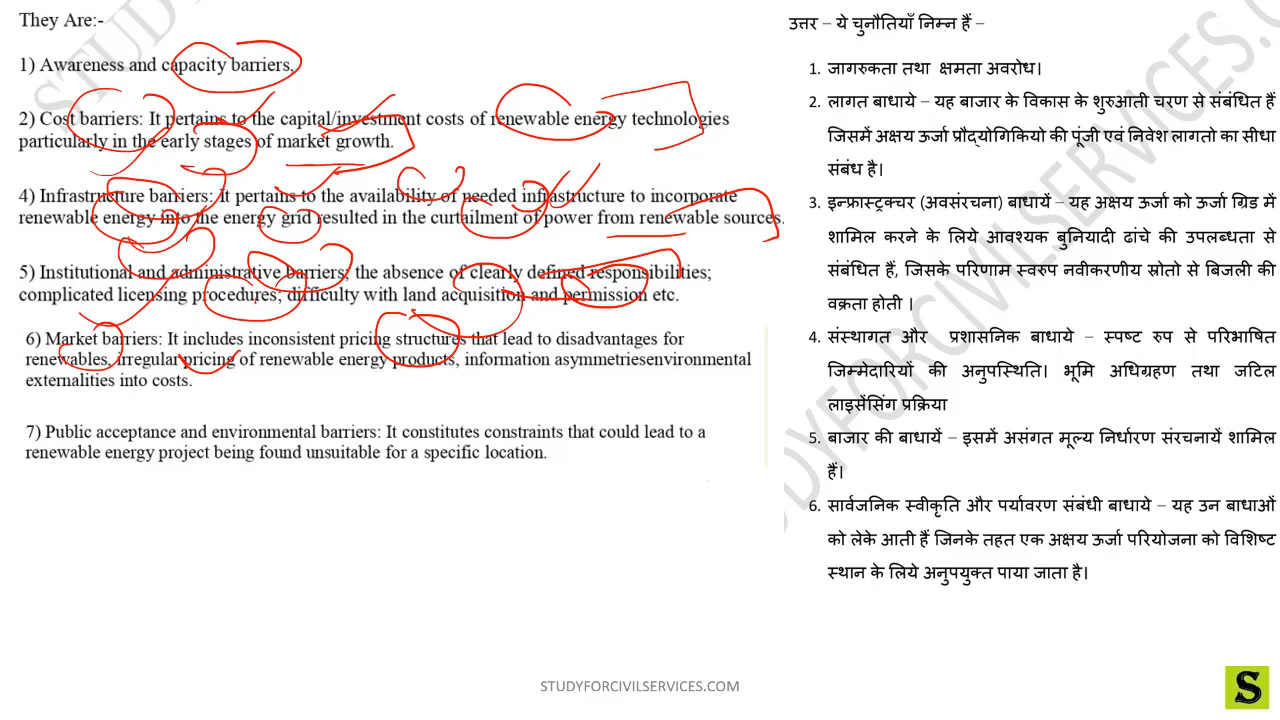 They Are:-
1) Awareness and capacity barriers.
2) Cost barriers: It pertains to the capital/investment costs of renewable energy technologies
particularly in the early stages of market growth.
4) Infrastructure barriers: It pertains to the availability of needed infrastructure to incorporate
renewable energy into the energy grid resulted in the curtailment of power from renewable sources.
5) Institutional and administrative barriers; the absence of clearly defined responsibilities;
complicated licensing procedures; difficulty with land acquisition and permission etc.
6) Market barriers: It includes inconsistent pricing structures that lead to disadvantages for
renewables, irregular pricing of renewable energy products, information asymmetriesenvironmental
externalities into costs.
7) Public acceptance and environmental barriers: It constitutes constraints that could lead to a
renewable energy project being found unsuitable for a specific location.
उत्तर – ये चुनौतियाँ निम्न हैं –
1. जागरुकता तथा क्षमता अवरोध।
2. लागत बाधाये – यह बाजार के विकास के शुरुआती चरण से संबंधित हैं
जिसमें अक्षय ऊर्जा प्रौद्योगिकियो की पूंजी एवं निवेश लागतो का सीधा
संबंध है।
3. इन्फ्रास्ट्रक्चर (अवसंरचना) बाधायें – यह अक्षय ऊर्जा को ऊर्जा ग्रिड में
शामिल करने के लिये आवश्यक बुनियादी ढांचे की उपलब्धता से
संबंधित हैं, जिसके परिणाम स्वरुप नवीकरणीय स्रोतो से बिजली की
वक्रता होती ।
4. संस्थागत और प्रशासनिक बाधाये – स्पष्ट रुप से परिभाषित
जिम्मेदारियों की अनुपस्थिति। भूमि अधिग्रहण तथा जटिल
लाइसेंसिंग प्रक्रिया
5. बाजार की बाधायें – इसमें असंगत मूल्य निर्धारण संरचनायें शामिल
हैं।
6. सार्वजनिक स्वीकृति और पर्यावरण संबंधी बाधाये – यह उन बाधाओं
को लेके आती हैं जिनके तहत एक अक्षय ऊर्जा परियोजना को विशिष्ट
स्थान के लिये अनुपयुक्त पाया जाता है।
STUDYFORCIVILSERVICES.COM
S